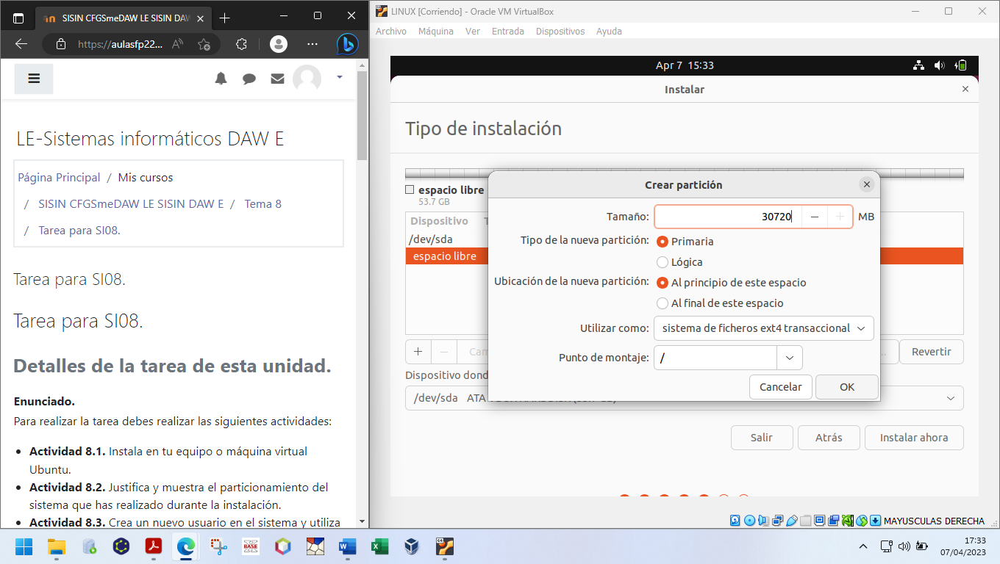 SISIN CFGSmeDAW LE SISIN DAW
https://aulasfp22...
LE-Sistemas informáticos DAW E
Página Principal / Mis cursos
/ SISIN CFGSmeDAW LE SISIN DAW E / Tema 8
/ Tarea para SI08.
Tarea para SI08.
Tarea para SI08.
Detalles de la tarea de esta unidad.
Enunciado.
Para realizar la tarea debes realizar las siguientes actividades:
• Actividad 8.1. Instala en tu equipo o máquina virtual
Ubuntu.
• Actividad 8.2. Justifica y muestra el particionamiento del
sistema que has realizado durante la instalación.
• Actividad 8.3. Crea un nuevo usuario en el sistema y utiliza
LINUX [Corriendo] - Oracle VM VirtualBox
Archivo Máquina Ver Entrada Dispositivos Ayuda
Apr 7 15:33
Instalar
Tipo de instalación
espacio libre
53.7 GB
Dispositivo
/dev/sda
espacio libre
Crear partición
Tamaño: 30720 MB
Tipo de la nueva partición: Primaria
Lógica
Ubicación de la nueva partición: Al principio de este espacio
Al final de este espacio
Utilizar como: sistema de ficheros ext4 transaccional
Punto de montaje: /
Cancelar OK
+ − Revertir
Dispositivo
/dev/sda ATA
Salir Atrás Instalar ahora
MAYUSCULAS DERECHA
BASE
17:33
07/04/2023